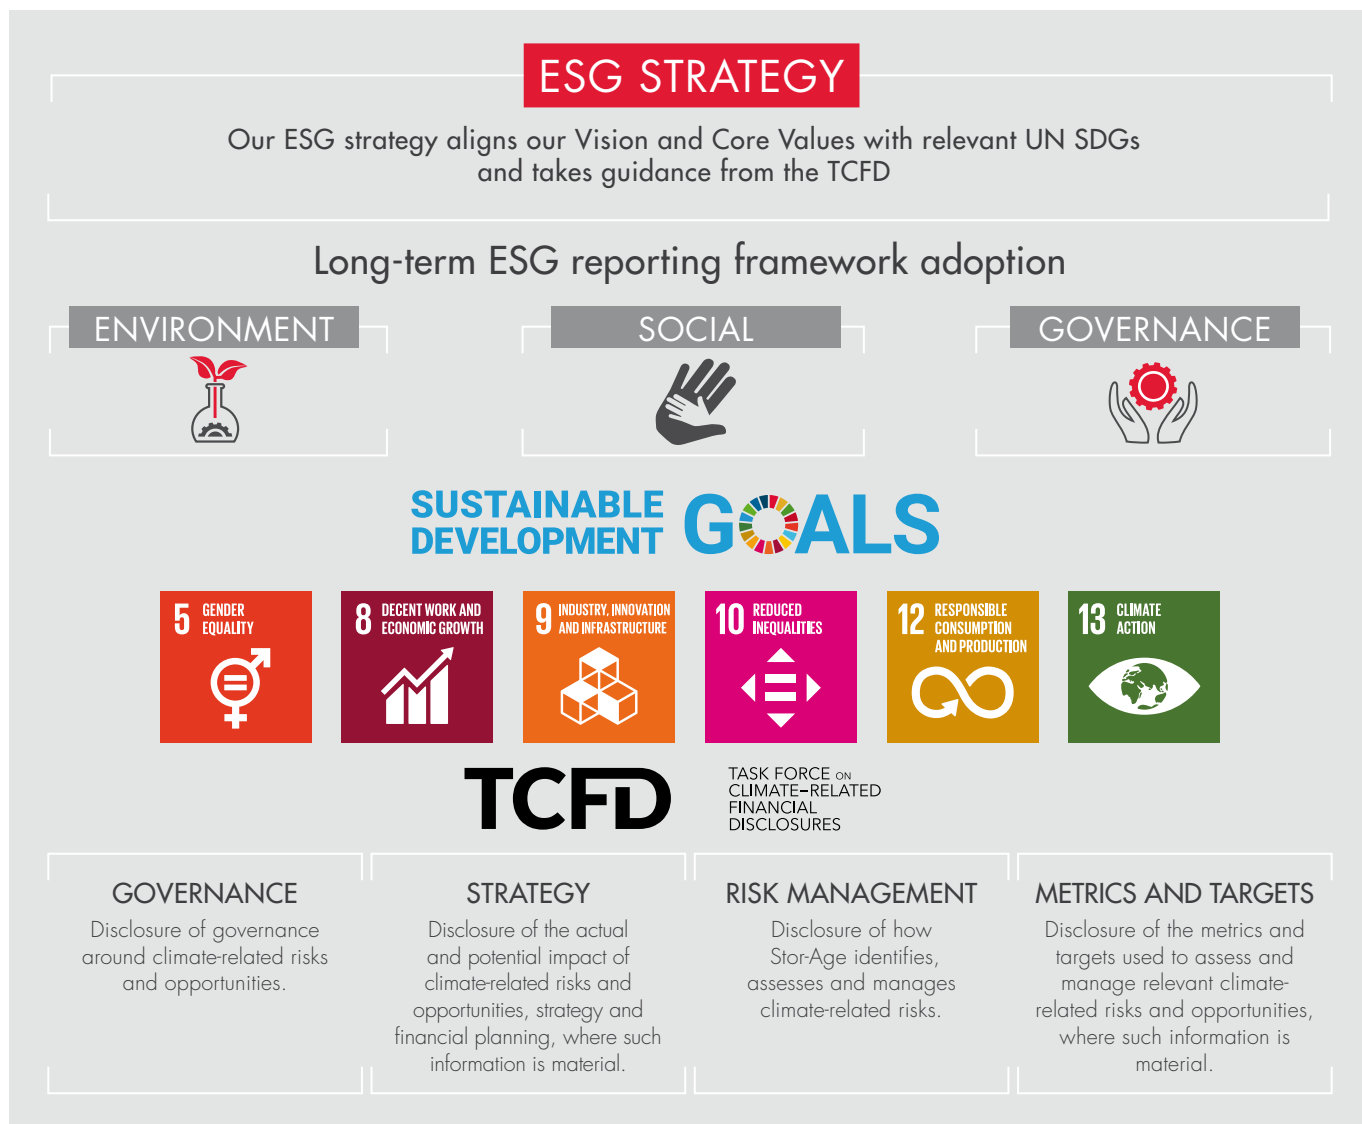 ESG STRATEGY
Our ESG strategy aligns our Vision and Core Values with relevant UN SDGs
and takes guidance from the TCFD
Long-term ESG reporting framework adoption
ENVIRONMENT
SOCIAL
GOVERNANCE
SUSTAINABLE
DEVELOPMENT
GOALS
5 GENDER
EQUALITY
8 DECENT WORK AND
ECONOMIC GROWTH
9 INDUSTRY, INNOVATION
AND INFRASTRUCTURE
10 REDUCED
INEQUALITIES
12 RESPONSIBLE
CONSUMPTION
AND PRODUCTION
13 CLIMATE
ACTION
TCFD
TASK FORCE ON
CLIMATE-RELATED
FINANCIAL
DISCLOSURES
GOVERNANCE
Disclosure of governance
around climate-related risks
and opportunities.
STRATEGY
Disclosure of the actual
and potential impact of
climate-related risks and
opportunities, strategy and
financial planning, where such
information is material.
RISK MANAGEMENT
Disclosure of how
Stor-Age identifies,
assesses and manages
climate-related risks.
METRICS AND TARGETS
Disclosure of the metrics and
targets used to assess and
manage relevant climate-
related risks and opportunities,
where such information is
material.